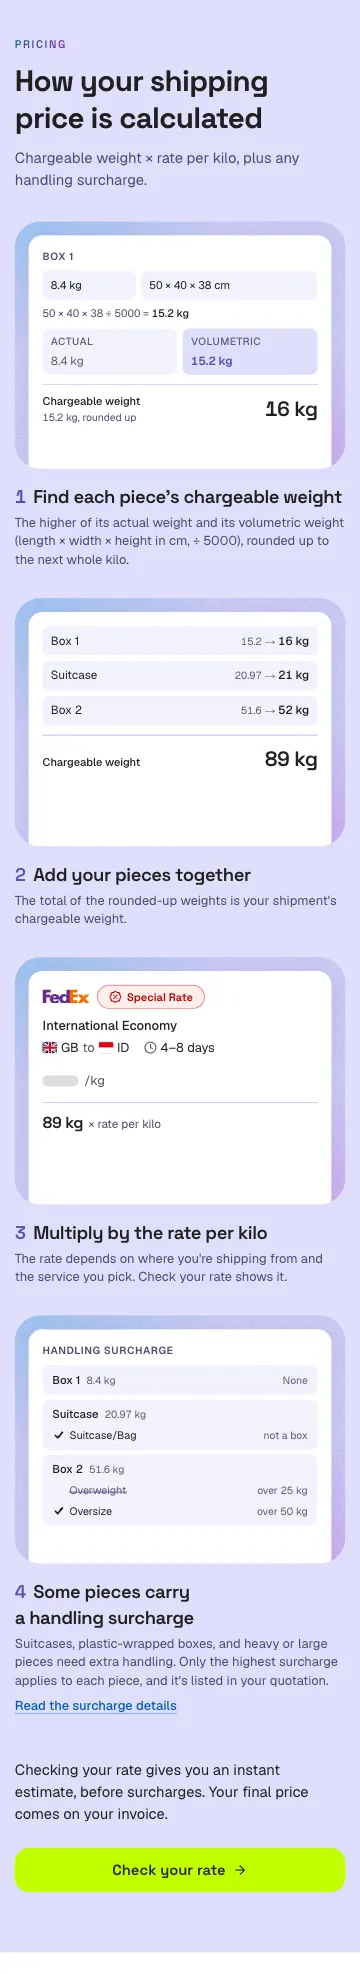 PRICING
How your shipping
price is calculated
Chargeable weight × rate per kilo, plus any
handling surcharge.
BOX 1
8.4 kg
50 × 40 × 38 cm
50 × 40 × 38 ÷ 5000 = 15.2 kg
ACTUAL
8.4 kg
VOLUMETRIC
15.2 kg
Chargeable weight
15.2 kg, rounded up
16 kg
1 Find each piece's chargeable weight
The higher of its actual weight and its volumetric weight
(length × width × height in cm, ÷ 5000), rounded up to
the next whole kilo.
Box 1 15.2 → 16 kg
Suitcase 20.97 → 21 kg
Box 2 51.6 → 52 kg
Chargeable weight 89 kg
2 Add your pieces together
The total of the rounded-up weights is your shipment's
chargeable weight.
FedEx Special Rate
International Economy
GB to ID 4–8 days
/kg
89 kg × rate per kilo
3 Multiply by the rate per kilo
The rate depends on where you're shipping from and
the service you pick. Check your rate shows it.
HANDLING SURCHARGE
Box 1 8.4 kg None
Suitcase 20.97 kg
Suitcase/Bag not a box
Box 2 51.6 kg
Overweight over 25 kg
Oversize over 50 kg
4 Some pieces carry
a handling surcharge
Suitcases, plastic-wrapped boxes, and heavy or large
pieces need extra handling. Only the highest surcharge
applies to each piece, and it's listed in your quotation.
Read the surcharge details
Checking your rate gives you an instant
estimate, before surcharges. Your final price
comes on your invoice.
Check your rate →